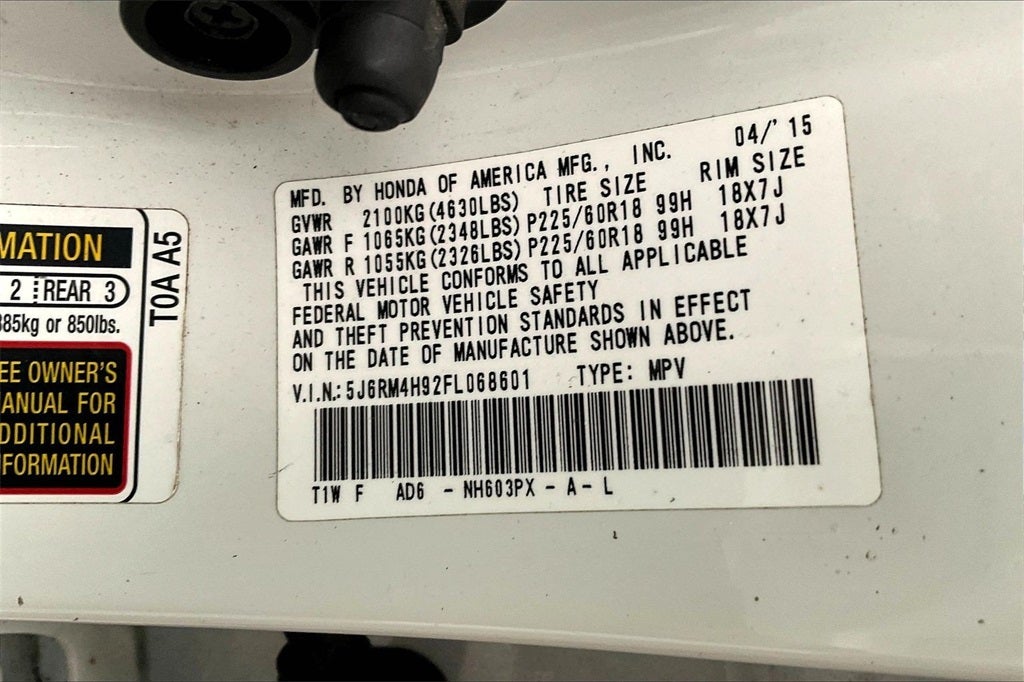 MATION
2 REAR 3
385kg or 850lbs.
EE OWNER'S
ANUAL FOR
DDITIONAL
FORMATION
T0A A5
MFD. BY HONDA OF AMERICA MFG., INC. 04/'15
GVWR 2100KG(4630LBS) TIRE SIZE RIM SIZE
GAWR F 1065KG(2348LBS) P225/60R18 99H 18X7J
GAWR R 1055KG(2326LBS) P225/60R18 99H 18X7J
THIS VEHICLE CONFORMS TO ALL APPLICABLE
FEDERAL MOTOR VEHICLE SAFETY
AND THEFT PREVENTION STANDARDS IN EFFECT
ON THE DATE OF MANUFACTURE SHOWN ABOVE.
V.I.N.:5J6RM4H92FL068601 TYPE: MPV
T1W F AD6 - NH603PX - A - L